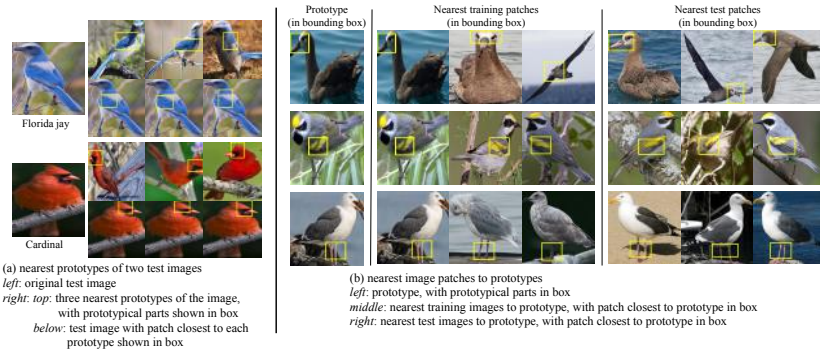 Florida jay
Cardinal
(a) nearest prototypes of two test images
left: original test image
right: top: three nearest prototypes of the image,
with prototypical parts shown in box
below: test image with patch closest to each
prototype shown in box
Prototype
(in bounding box)
Nearest training patches
(in bounding box)
Nearest test patches
(in bounding box)
(b) nearest image patches to prototypes
left: prototype, with prototypical parts in box
middle: nearest training images to prototype, with patch closest to prototype in box
right: nearest test images to prototype, with patch closest to prototype in box